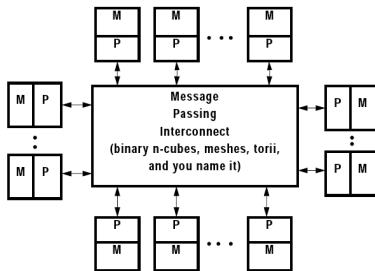 M M M
P P P
Message
Passing
Interconnect
(binary n-cubes, meshes, torii,
and you name it)
M P
M P
P M
P M
P P P
M M M